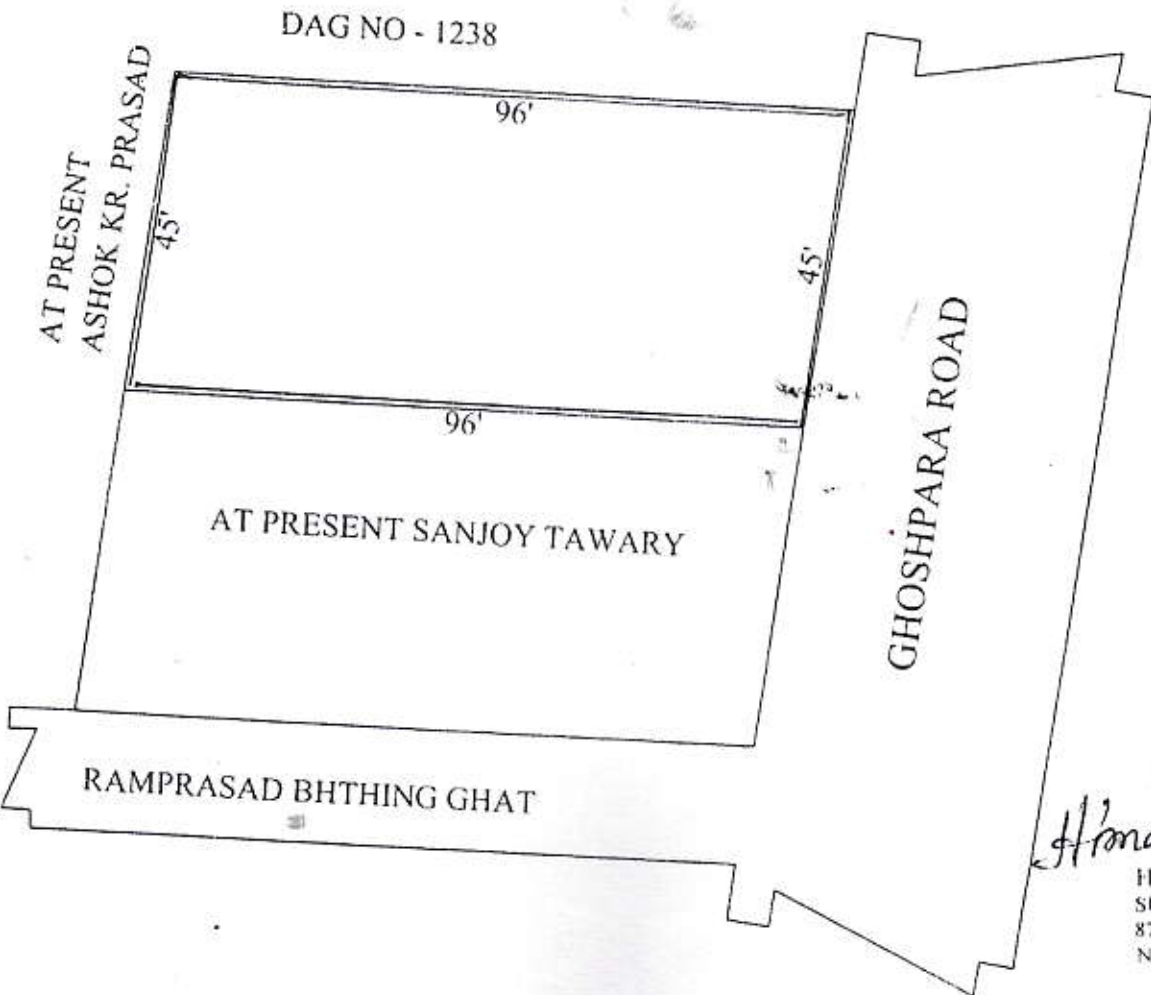 DAG NO - 1238
AT PRESENT
ASHOK KR. PRASAD
96'
45'
45'
96'
AT PRESENT SANJOY TAWARY
GHOSHPARA ROAD
RAMPRASAD BHTHING GHAT